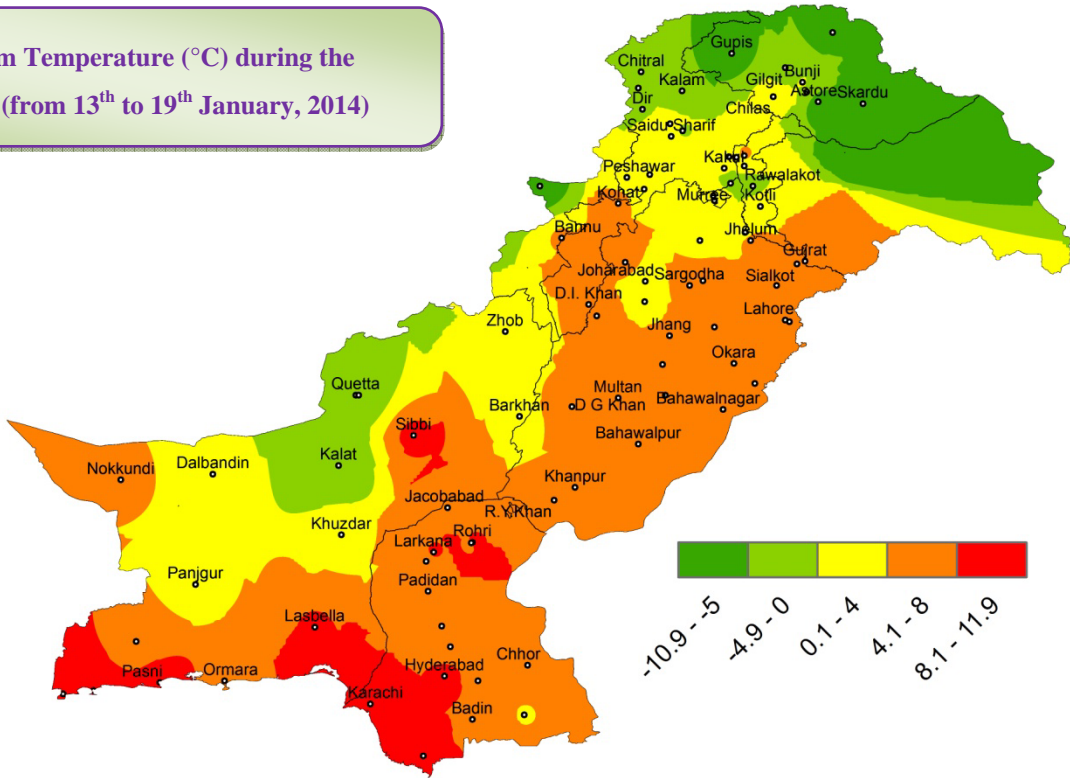 m Temperature (°C) during the
(from 13th to 19th January, 2014)
Gupis
Chitral
Kalam
Gilgit
Bunji
Dir
Astore
Skardu
Chilas
Saidu Sharif
Kakul
Peshawar
Rawalakot
Kohat
Murree
Kotli
Bannu
Jhelum
Gujrat
Joharabad
Sargodha
Sialkot
D.I. Khan
Lahore
Zhob
Jhang
Okara
Quetta
Multan
Barkhan
D G Khan
Bahawalnagar
Sibbi
Bahawalpur
Kalat
Nokkundi
Dalbandin
Khanpur
Jacobabad
R.Y.Khan
Khuzdar
Rohri
Larkana
Panjgur
Padidan
Lasbella
Pasni
Ormara
Hyderabad
Chhor
Karachi
Badin
-10.9 - -5
-4.9 - 0
0.1 - 4
4.1 - 8
8.1 - 11.9